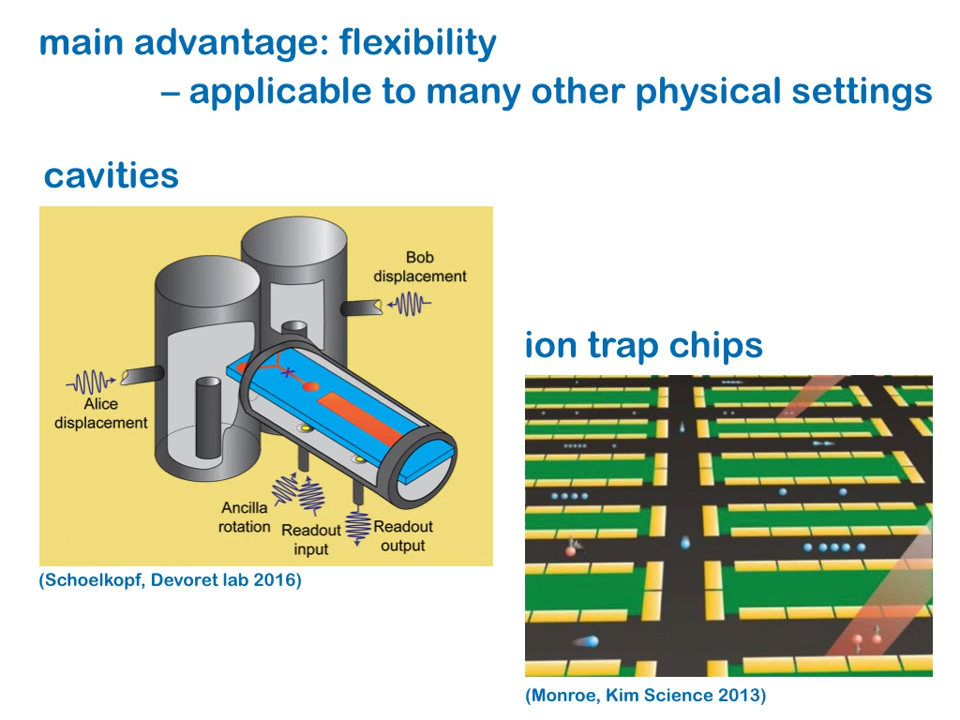 main advantage: flexibility
– applicable to many other physical settings
cavities
Bob
displacement
Alice
displacement
Ancilla
rotation
Readout
input
Readout
output
(Schoelkopf, Devoret lab 2016)
ion trap chips
(Monroe, Kim Science 2013)